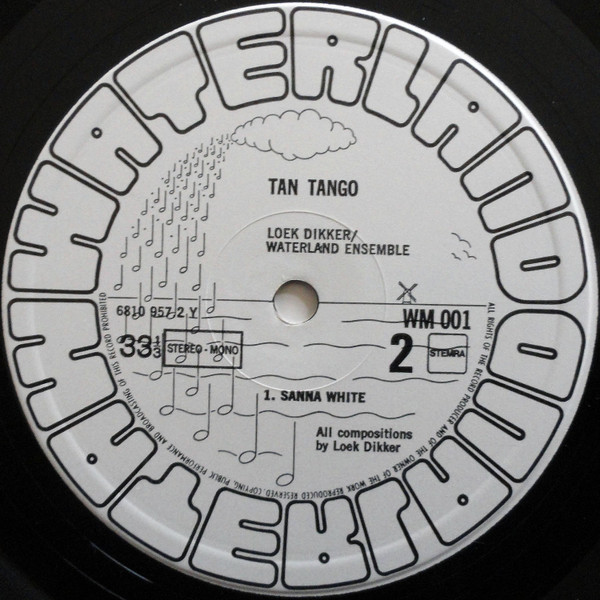 WATERLAND
TAN TANGO
LOEK DIKKER/
WATERLAND ENSEMBLE
6810 957 2 Y
WM 001
33⅓
STEREO - MONO
2
STEMRA
1. SANNA WHITE
All compositions
by Loek Dikker
ALL RIGHTS OF THE RECORD PRODUCER AND OF THE OWNER OF THE WORK REPRODUCED RESERVED. COPYING, PUBLIC PERFORMANCE AND BROADCASTING OF THIS RECORD PROHIBITED
WATERLAND